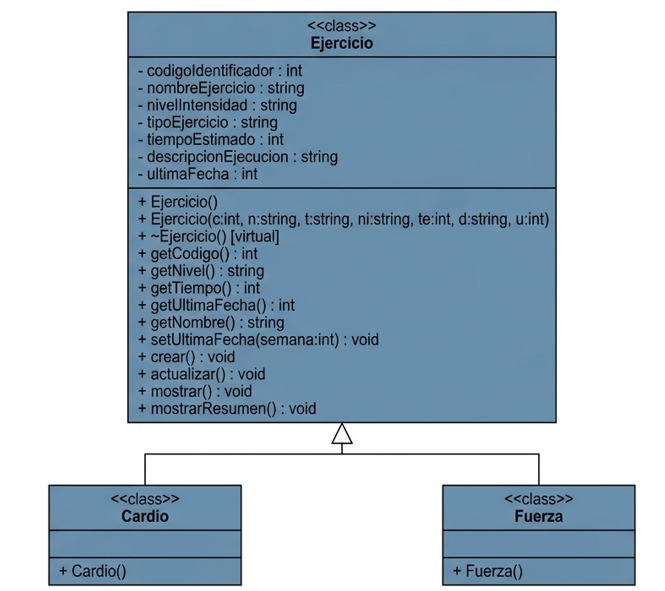 <<class>>
Ejercicio
- codigoIdentificador : int
- nombreEjercicio : string
- nivelIntensidad : string
- tipoEjercicio : string
- tiempoEstimado : int
- descripcionEjecucion : string
- ultimaFecha : int
+ Ejercicio()
+ Ejercicio(c:int, n:string, t:string, ni:string, te:int, d:string, u:int)
+ ~Ejercicio() [virtual]
+ getCodigo() : int
+ getNivel() : string
+ getTiempo() : int
+ getUltimaFecha() : int
+ getNombre() : string
+ setUltimaFecha(semana:int) : void
+ crear() : void
+ actualizar() : void
+ mostrar() : void
+ mostrarResumen() : void
<<class>>
Cardio
+ Cardio()
<<class>>
Fuerza
+ Fuerza()